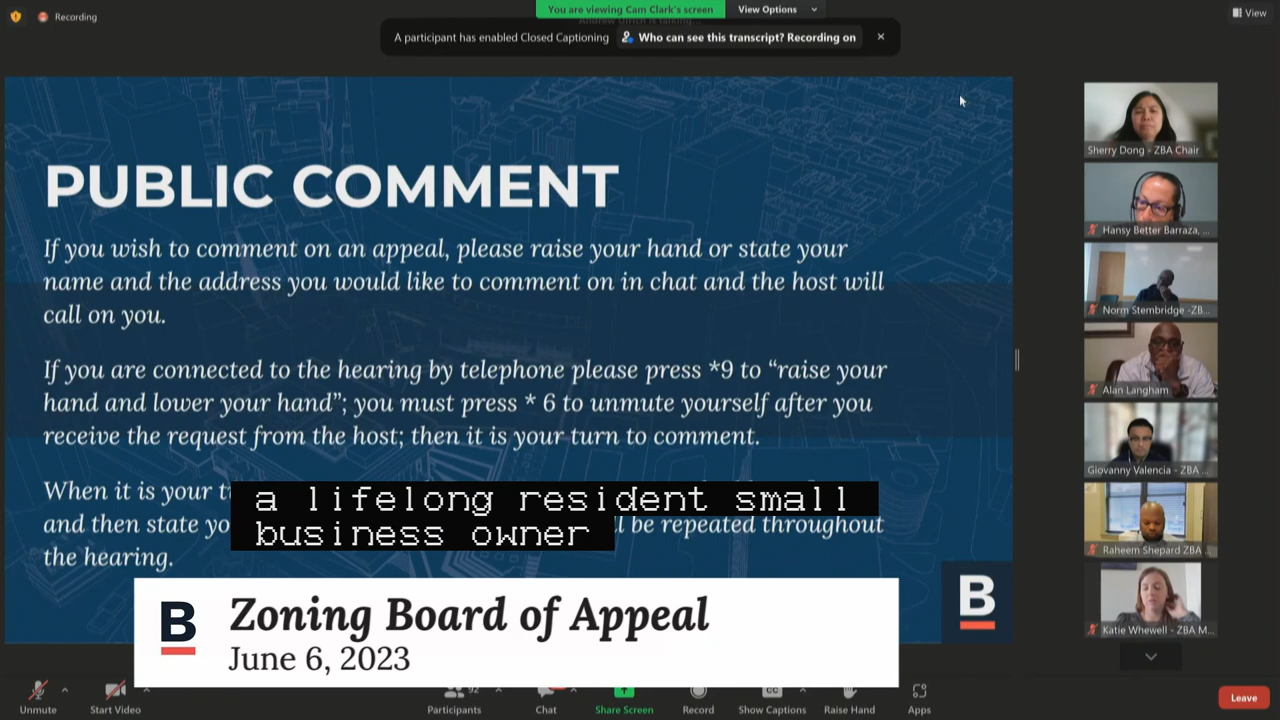 You are viewing Cam Clark's screen
View Options
Recording
View
A participant has enabled Closed Captioning
Who can see this transcript? Recording on
PUBLIC COMMENT
If you wish to comment on an appeal, please raise your hand or state your
name and the address you would like to comment on in chat and the host will
call on you.
If you are connected to the hearing by telephone please press *9 to “raise your
hand and lower your hand”; you must press * 6 to unmute yourself after you
receive the request from the host; then it is your turn to comment.
When it is your
and then state
be repeated throughout
the hearing.
a lifelong resident small
business owner
B
B
Zoning Board of Appeal
June 6, 2023
Sherry Dong - ZBA Chair
Hansy Better Barraza, ...
Norm Stembridge -ZB...
Alan Langham
Giovanny Valencia - ZBA ...
Raheem Shepard ZBA ...
Katie Whewell - ZBA M...
Unmute
Start Video
Participants
92
Chat
Share Screen
Record
CC
Show Captions
Raise Hand
Apps
Leave